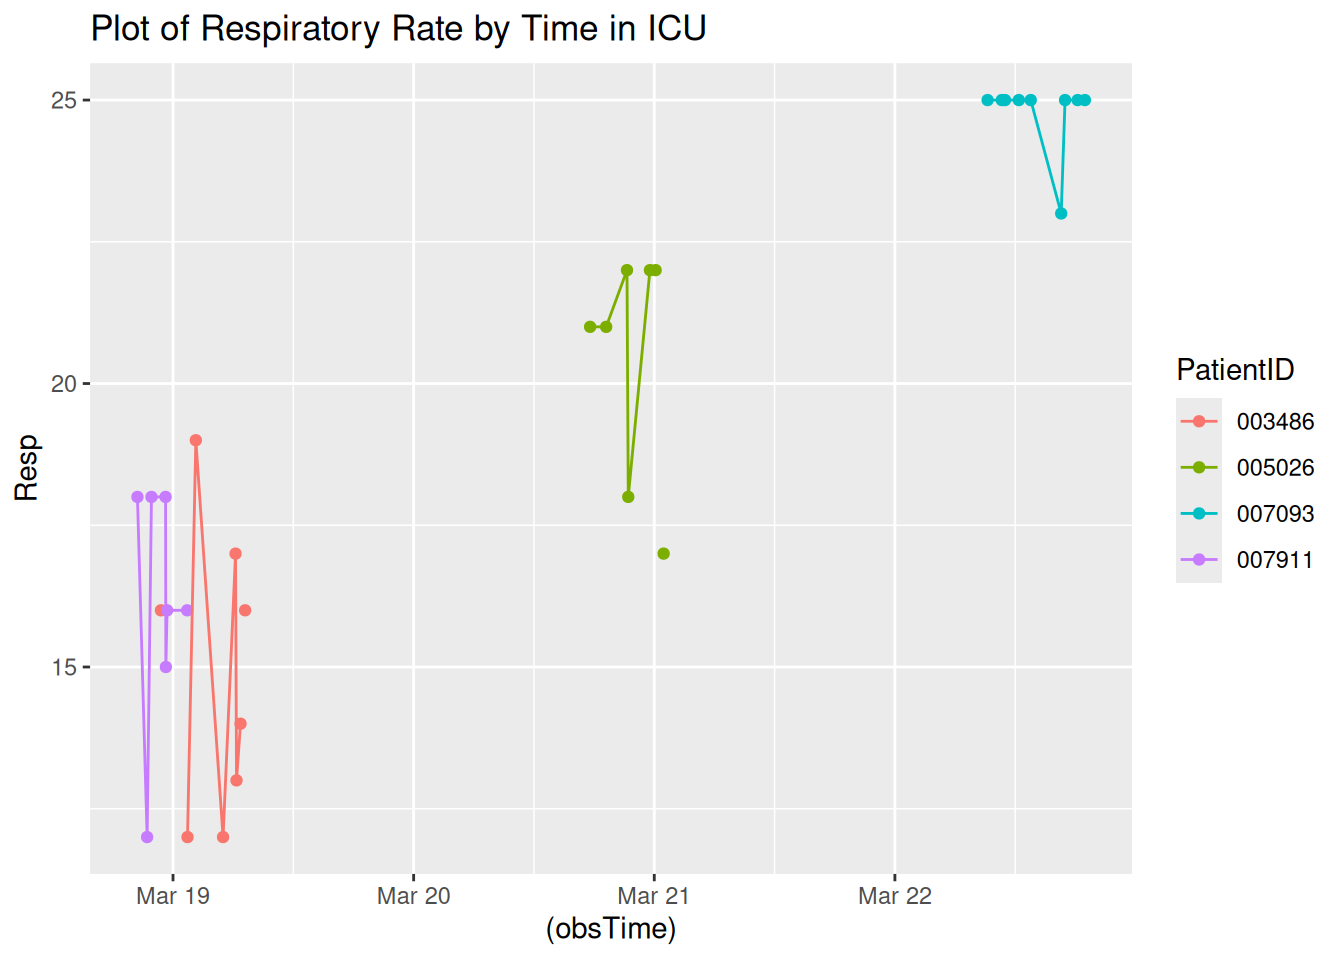 Plot of Respiratory Rate by Time in ICU
25
20
15
Resp
Mar 19
Mar 20
Mar 21
Mar 22
(obsTime)
PatientID
003486
005026
007093
007911